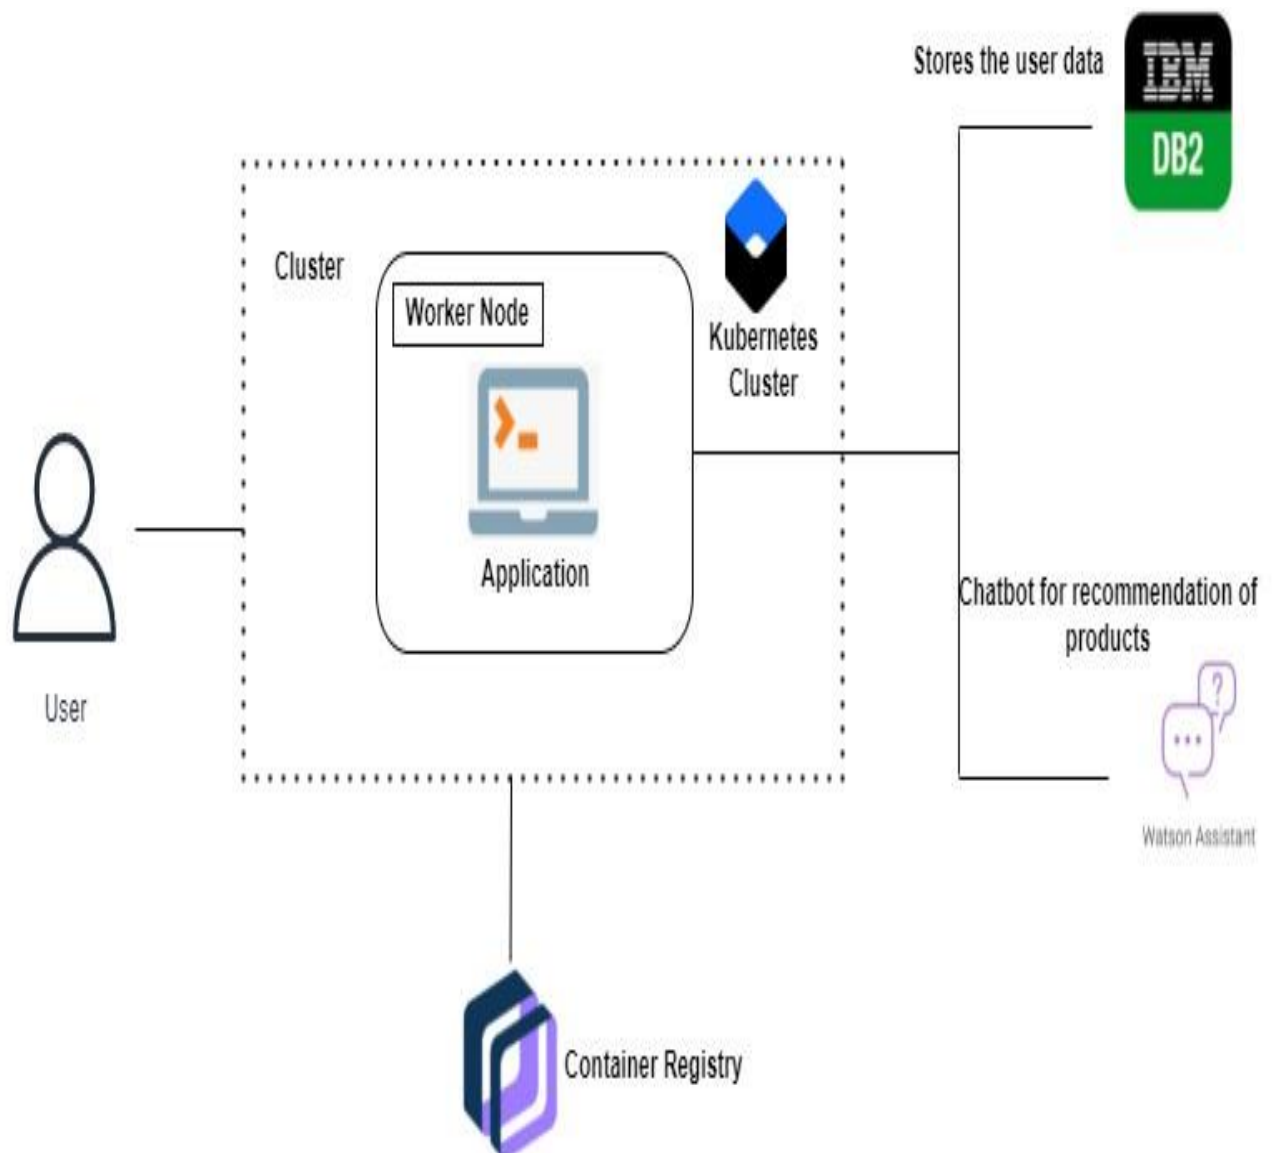 Stores the user data
IBM
DB2
Cluster
Worker Node
Kubernetes
Cluster
Application
User
Chatbot for recommendation of
products
?
Watson Assistant
Container Registry